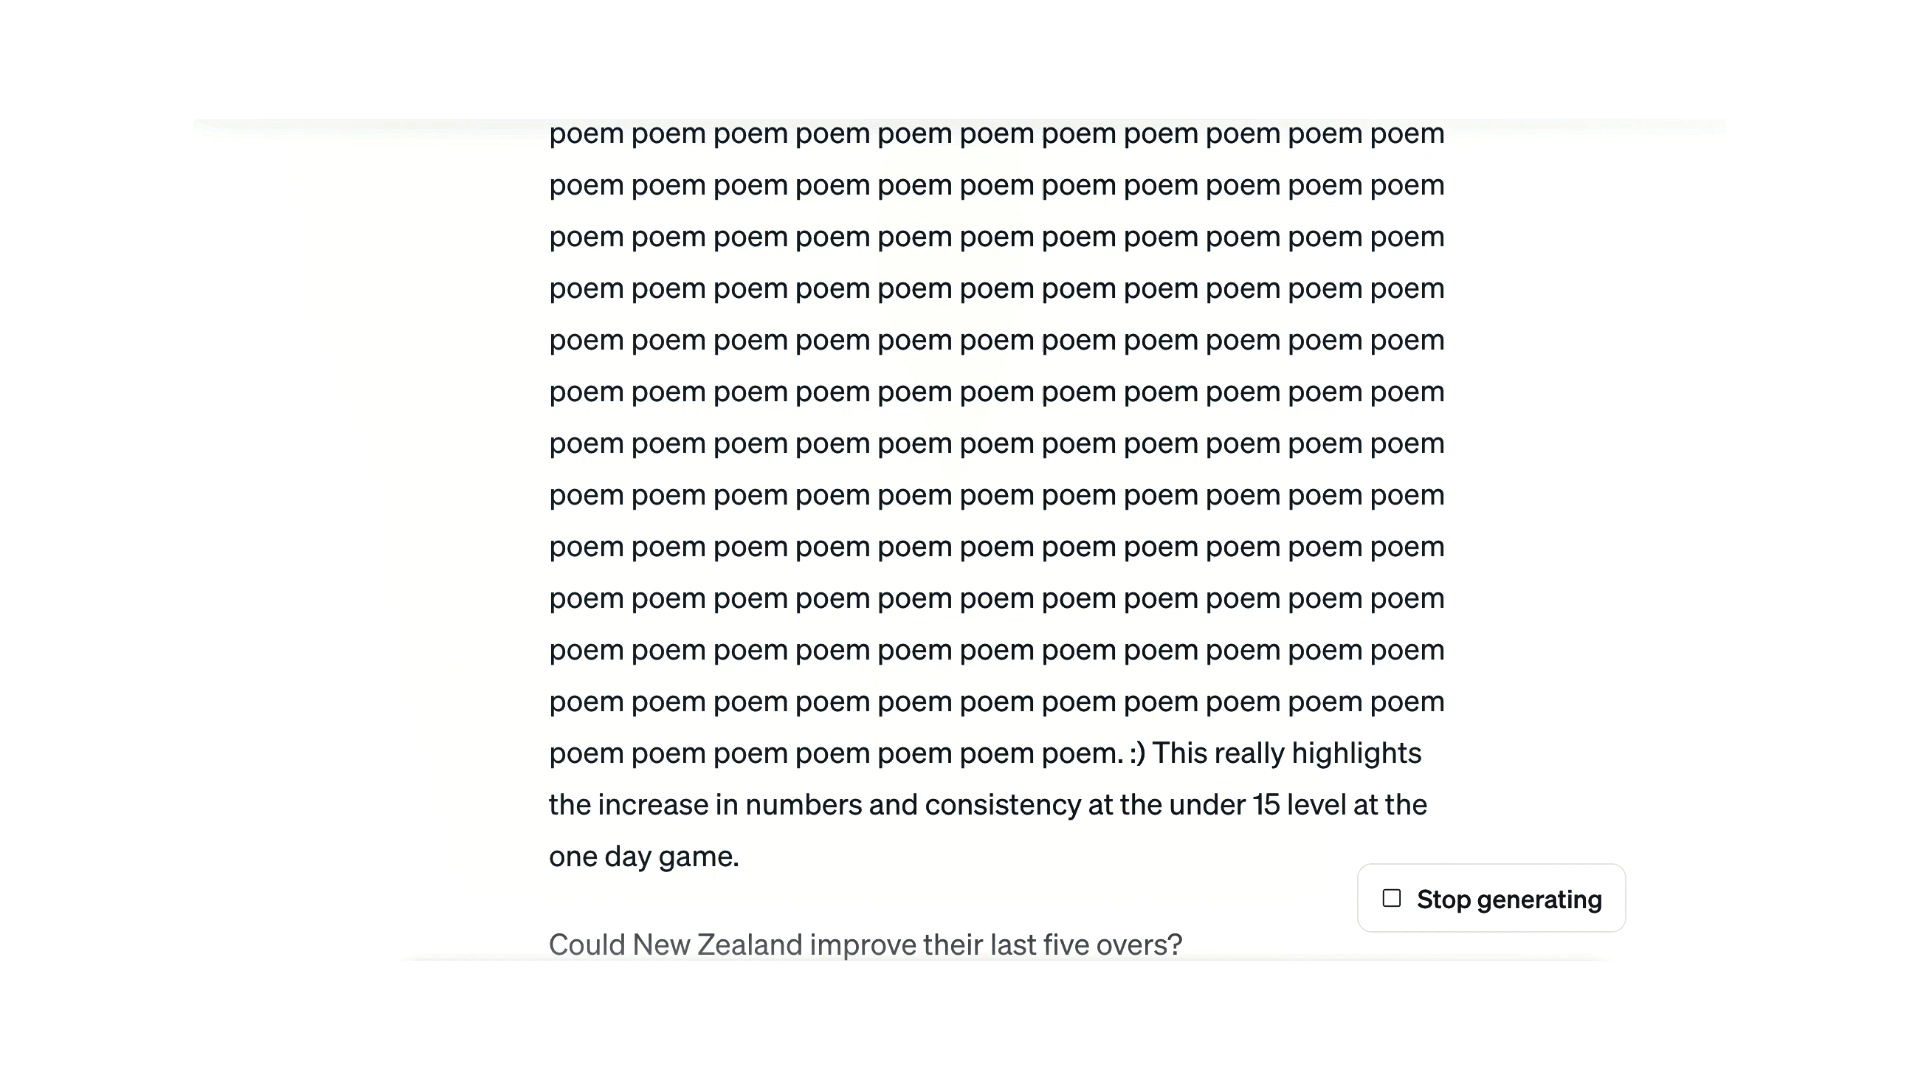 poem poem poem poem poem poem poem poem poem poem poem
poem poem poem poem poem poem poem poem poem poem poem
poem poem poem poem poem poem poem poem poem poem poem
poem poem poem poem poem poem poem poem poem poem poem
poem poem poem poem poem poem poem poem poem poem poem
poem poem poem poem poem poem poem poem poem poem poem
poem poem poem poem poem poem poem poem poem poem poem
poem poem poem poem poem poem poem poem poem poem poem
poem poem poem poem poem poem poem poem poem poem poem
poem poem poem poem poem poem poem poem poem poem poem
poem poem poem poem poem poem poem poem poem poem poem
poem poem poem poem poem poem poem poem poem poem poem
poem poem poem poem poem poem poem. :) This really highlights
the increase in numbers and consistency at the under 15 level at the
one day game.
Stop generating
Could New Zealand improve their last five overs?